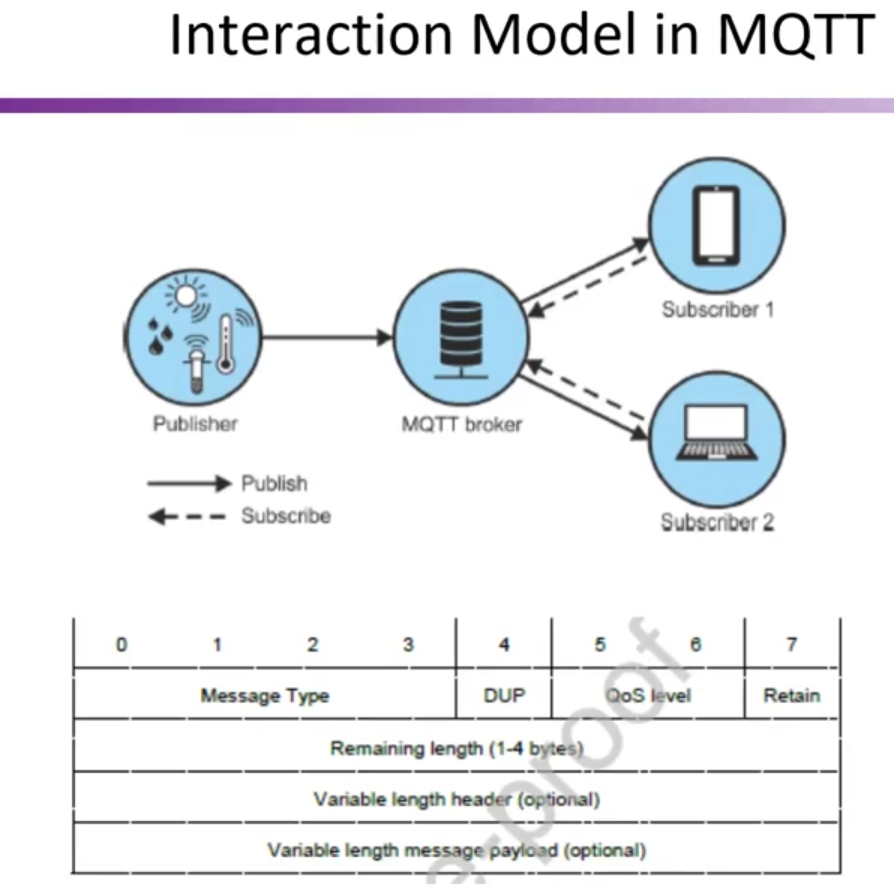 Interaction Model in MQTT
Subscriber 1
Publisher
MQTT broker
Publish
Subscribe
Subscriber 2
0 1 2 3 4 5 6 7
Message Type DUP QoS level Retain
Remaining length (1-4 bytes)
Variable length header (optional)
Variable length message payload (optional)
e-proof